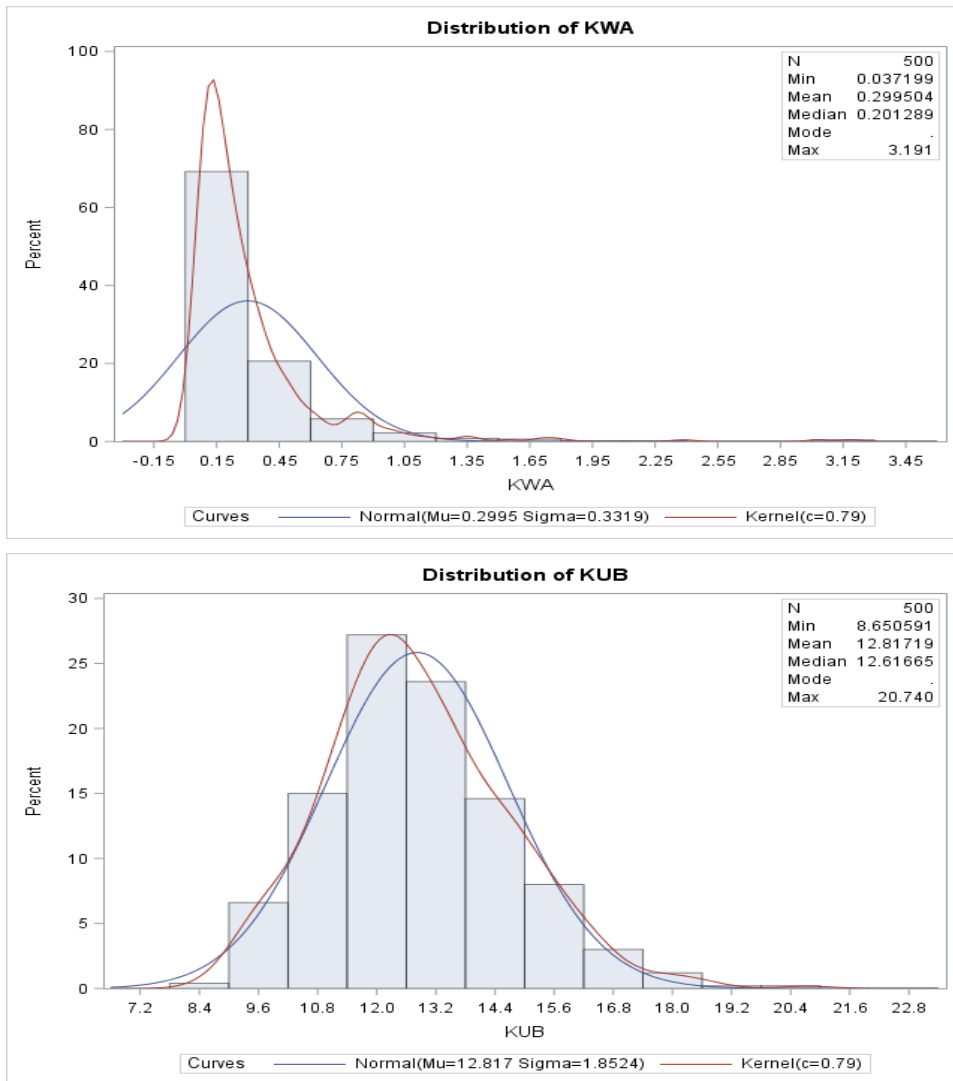 Distribution of KWA
100
80
60
40
20
0
Percent
N 500
Min 0.037199
Mean 0.299504
Median 0.201289
Mode .
Max 3.191
-0.15 0.15 0.45 0.75 1.05 1.35 1.65 1.95 2.25 2.55 2.85 3.15 3.45
KWA
Curves Normal(Mu=0.2995 Sigma=0.3319) Kernel(c=0.79)
Distribution of KUB
30
25
20
15
10
5
0
Percent
N 500
Min 8.650591
Mean 12.81719
Median 12.61665
Mode .
Max 20.740
7.2 8.4 9.6 10.8 12.0 13.2 14.4 15.6 16.8 18.0 19.2 20.4 21.6 22.8
KUB
Curves Normal(Mu=12.817 Sigma=1.8524) Kernel(c=0.79)